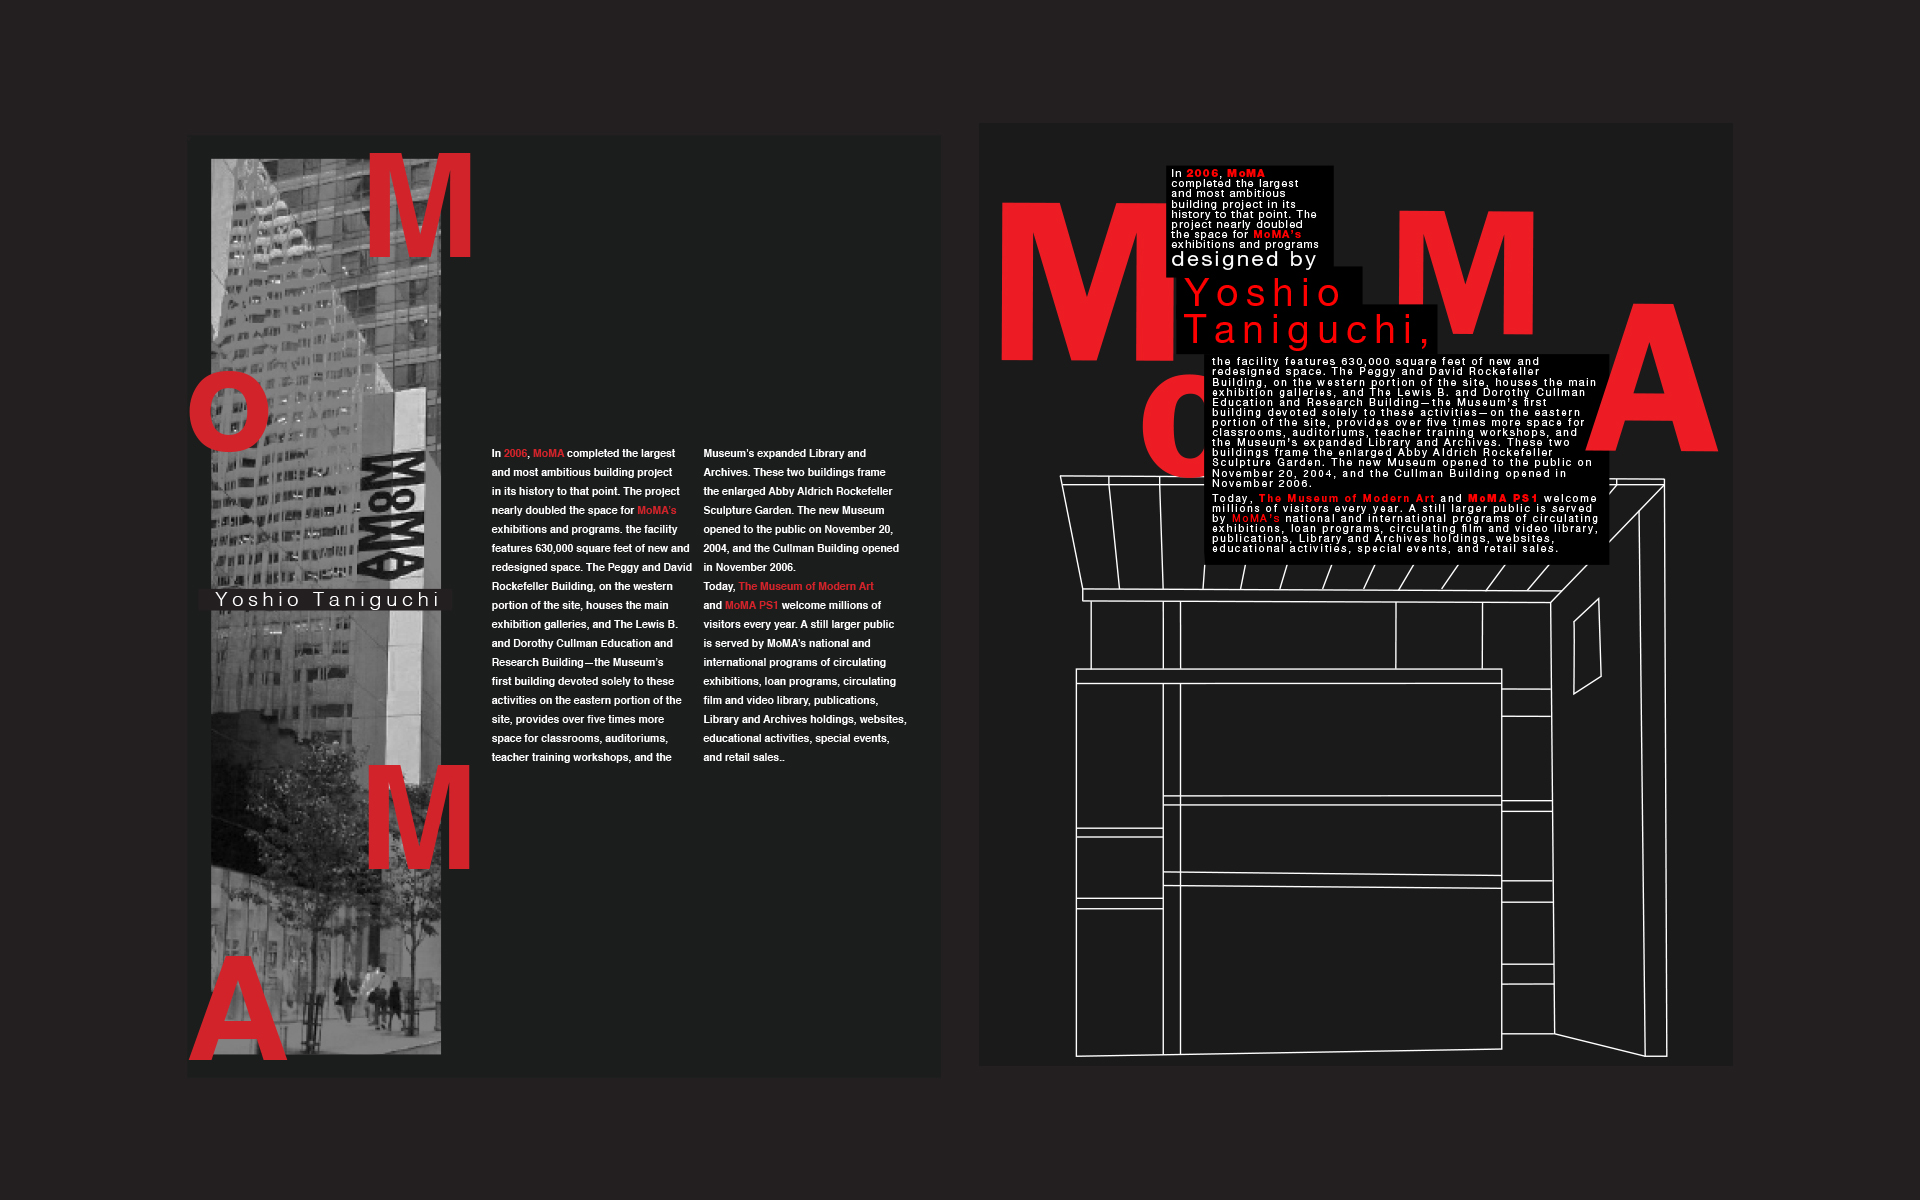 M
O
MoMA
Yoshio Taniguchi
M
A
In 2006, MoMA completed the largest
and most ambitious building project
in its history to that point. The project
nearly doubled the space for MoMA's
exhibitions and programs. the facility
features 630,000 square feet of new and
redesigned space. The Peggy and David
Rockefeller Building, on the western
portion of the site, houses the main
exhibition galleries, and The Lewis B.
and Dorothy Cullman Education and
Research Building—the Museum's
first building devoted solely to these
activities on the eastern portion of the
site, provides over five times more
space for classrooms, auditoriums,
teacher training workshops, and the
Museum's expanded Library and
Archives. These two buildings frame
the enlarged Abby Aldrich Rockefeller
Sculpture Garden. The new Museum
opened to the public on November 20,
2004, and the Cullman Building opened
in November 2006.
Today, The Museum of Modern Art
and MoMA PS1 welcome millions of
visitors every year. A still larger public
is served by MoMA's national and
international programs of circulating
exhibitions, loan programs, circulating
film and video library, publications,
Library and Archives holdings, websites,
educational activities, special events,
and retail sales..
M
o
M
A
In 2006, MoMA
completed the largest
and most ambitious
building project in its
history to that point. The
project nearly doubled
the space for MoMA's
exhibitions and programs
designed by
Yoshio
Taniguchi,
the facility features 630,000 square feet of new and
redesigned space. The Peggy and David Rockefeller
Building, on the western portion of the site, houses the main
exhibition galleries, and The Lewis B. and Dorothy Cullman
Education and Research Building—the Museum's first
building devoted solely to these activities—on the eastern
portion of the site, provides over five times more space for
classrooms, auditoriums, teacher training workshops, and
the Museum's expanded Library and Archives. These two
buildings frame the enlarged Abby Aldrich Rockefeller
Sculpture Garden. The new Museum opened to the public on
November 20, 2004, and the Cullman Building opened in
November 2006.
Today, The Museum of Modern Art and MoMA PS1 welcome
millions of visitors every year. A still larger public is served
by MoMA's national and international programs of circulating
exhibitions, loan programs, circulating film and video library,
publications, Library and Archives holdings, websites,
educational activities, special events, and retail sales.